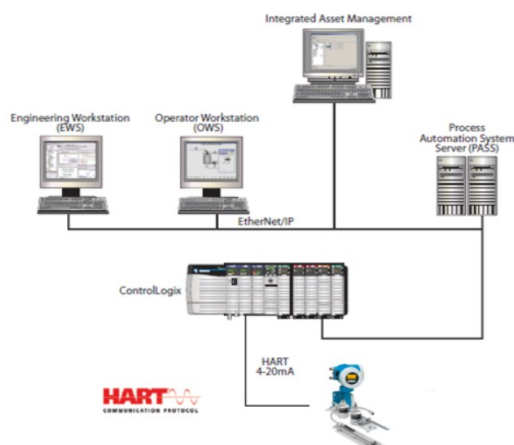 Integrated Asset Management
Engineering Workstation
(EWS)
Operator Workstation
(OWS)
Process
Automation System
Server (PASS)
EtherNet/IP
ControlLogix
HART
4-20mA
HART
COMMUNICATION PROTOCOL